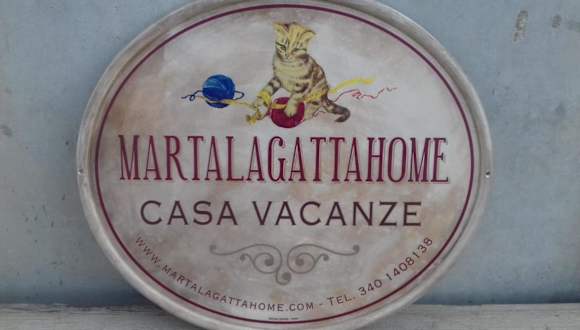 MARTALAGATTAHOME
CASA VACANZE
WWW.MARTALAGATTAHOME.COM - TEL. 340 1408138